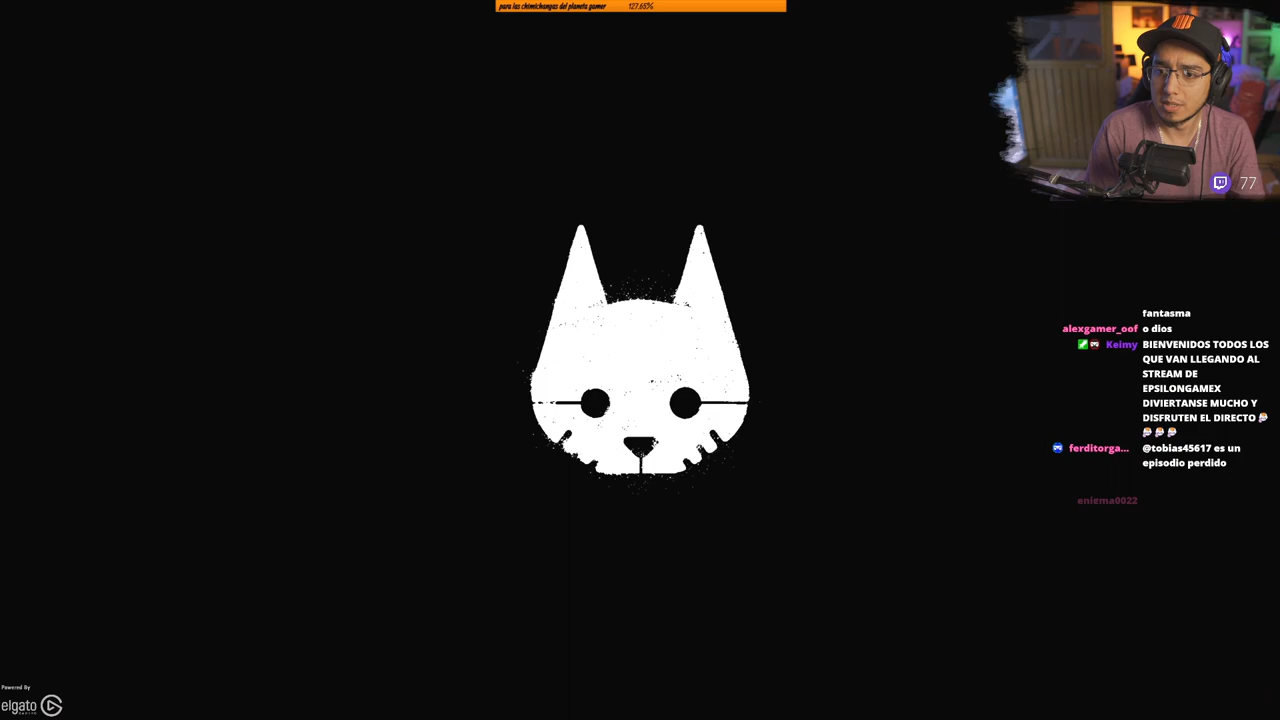 para las chimichangas del planeta gamer 127.65%
77
fantasma
alexgamer_oof o dios
Keimy BIENVENIDOS TODOS LOS
QUE VAN LLEGANDO AL
STREAM DE
EPSILONGAMEX
DIVIERTANSE MUCHO Y
DISFRUTEN EL DIRECTO
ferditorga... @tobias45617 es un
episodio perdido
eniema0022
Powered By
elgato